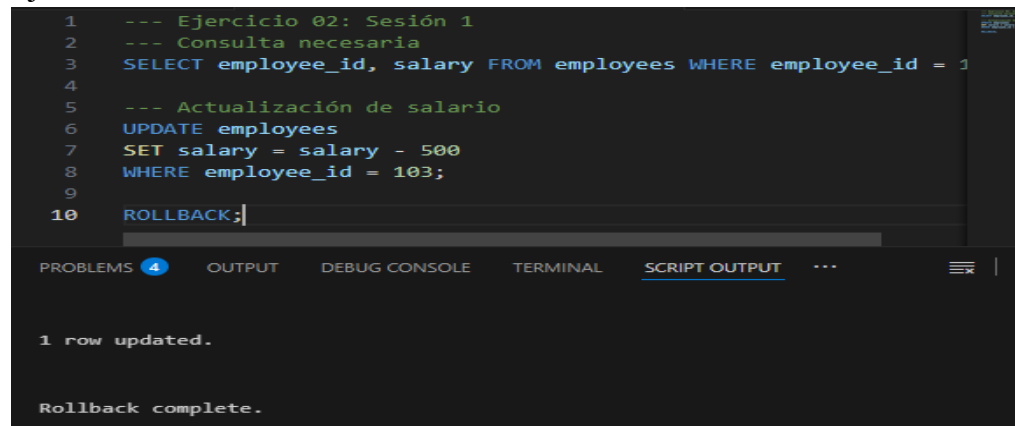 1 --- Ejercicio 02: Sesión 1
2 --- Consulta necesaria
3 SELECT employee_id, salary FROM employees WHERE employee_id = 1
4
5 --- Actualización de salario
6 UPDATE employees
7 SET salary = salary - 500
8 WHERE employee_id = 103;
9
10 ROLLBACK;
PROBLEMS 4 OUTPUT DEBUG CONSOLE TERMINAL SCRIPT OUTPUT ...
1 row updated.
Rollback complete.